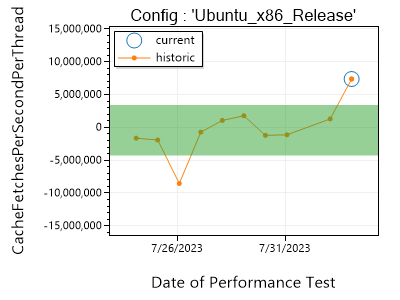 Config : 'Ubuntu_x86_Release'
CacheFetchesPerSecondPerThread
15,000,000
10,000,000
5,000,000
0
-5,000,000
-10,000,000
-15,000,000
current
historic
7/26/2023
7/31/2023
Date of Performance Test